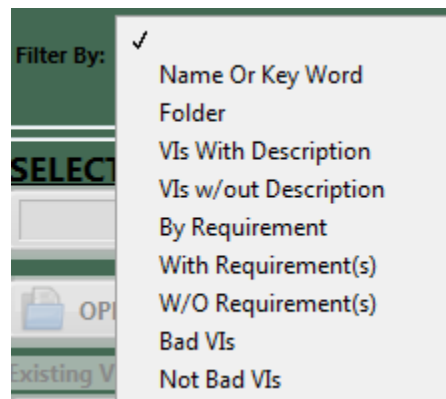 Filter By:
Name Or Key Word
Folder
VIs With Description
VIs w/out Description
By Requirement
With Requirement(s)
W/O Requirement(s)
Bad VIs
Not Bad VIs
SELECT
OP
Existing V